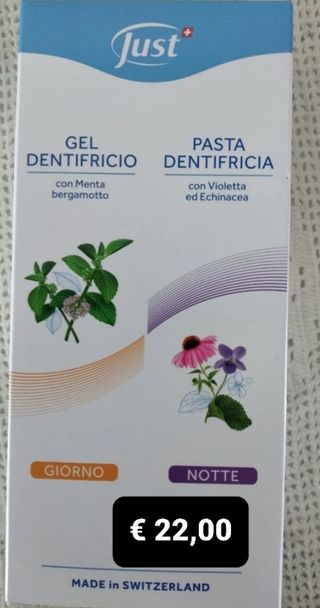 Just
GEL
DENTIFRICIO
con Menta
bergamotto
PASTA
DENTIFRICIA
con Violetta
ed Echinacea
GIORNO
NOTTE
€ 22,00
MADE in SWITZERLAND